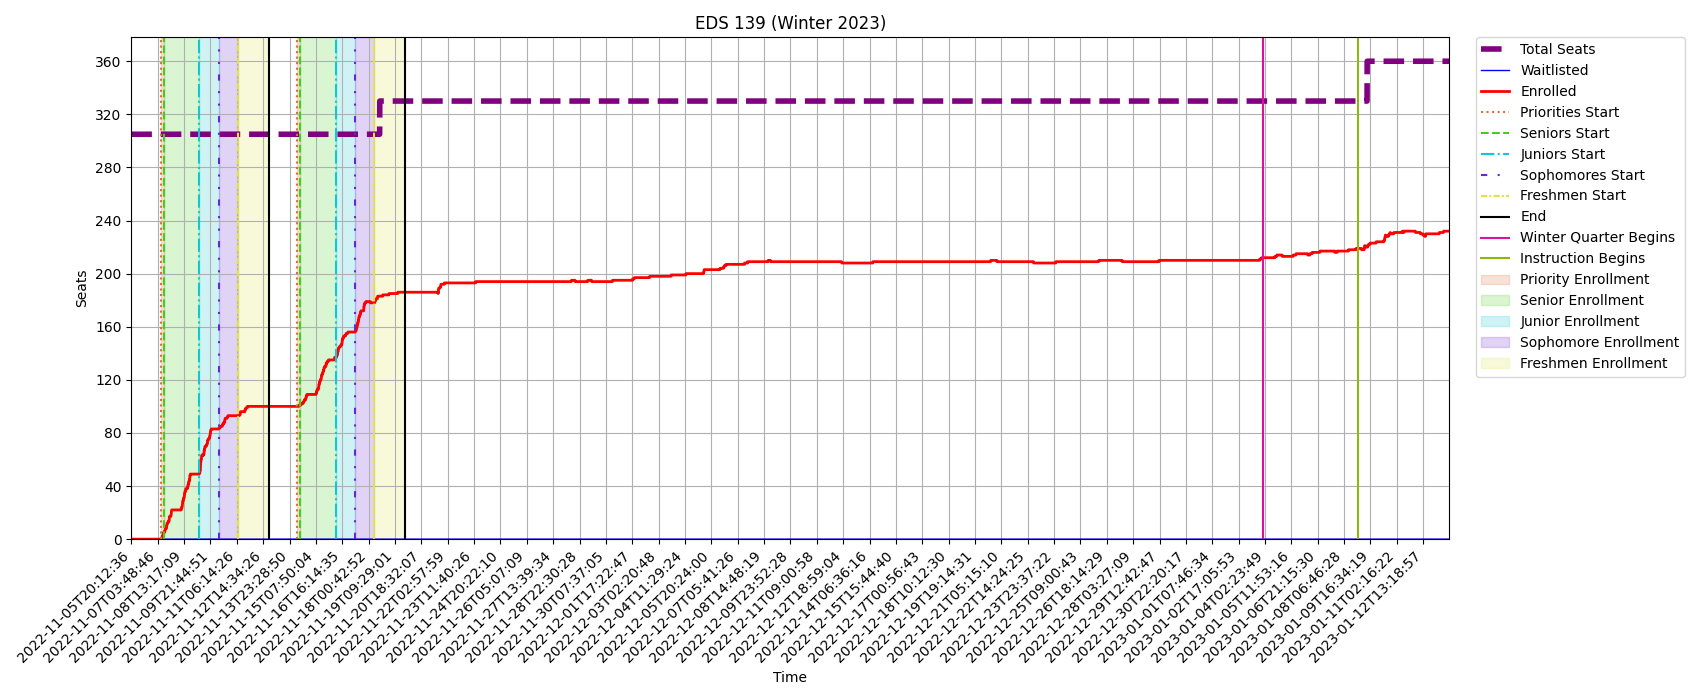 EDS 139 (Winter 2023)
Seats
360
320
280
240
200
160
120
80
40
0
2022-11-05T20:12:36
2022-11-07T03:48:46
2022-11-08T13:17:09
2022-11-09T21:44:51
2022-11-11T06:14:26
2022-11-12T14:34:26
2022-11-13T23:28:50
2022-11-15T07:50:04
2022-11-16T16:14:35
2022-11-18T00:42:52
2022-11-19T09:29:01
2022-11-20T18:32:07
2022-11-22T02:57:59
2022-11-23T11:40:26
2022-11-24T20:22:10
2022-11-26T05:07:09
2022-11-27T13:39:34
2022-11-28T22:30:28
2022-11-30T07:37:05
2022-12-01T17:22:47
2022-12-03T02:20:48
2022-12-04T11:29:24
2022-12-05T20:24:00
2022-12-07T05:41:26
2022-12-08T14:48:19
2022-12-09T23:52:28
2022-12-11T09:00:58
2022-12-12T18:59:04
2022-12-14T06:36:16
2022-12-15T15:44:40
2022-12-17T00:56:43
2022-12-18T10:12:30
2022-12-19T19:14:31
2022-12-21T05:15:10
2022-12-22T14:24:25
2022-12-23T23:37:22
2022-12-25T09:00:43
2022-12-26T18:14:29
2022-12-28T03:27:09
2022-12-29T12:42:47
2022-12-30T22:20:17
2023-01-01T07:46:34
2023-01-02T17:05:53
2023-01-04T02:23:49
2023-01-05T11:53:16
2023-01-06T21:15:30
2023-01-08T06:46:28
2023-01-09T16:34:19
2023-01-11T02:16:22
2023-01-12T13:18:57
Time
Total Seats
Waitlisted
Enrolled
Priorities Start
Seniors Start
Juniors Start
Sophomores Start
Freshmen Start
End
Winter Quarter Begins
Instruction Begins
Priority Enrollment
Senior Enrollment
Junior Enrollment
Sophomore Enrollment
Freshmen Enrollment